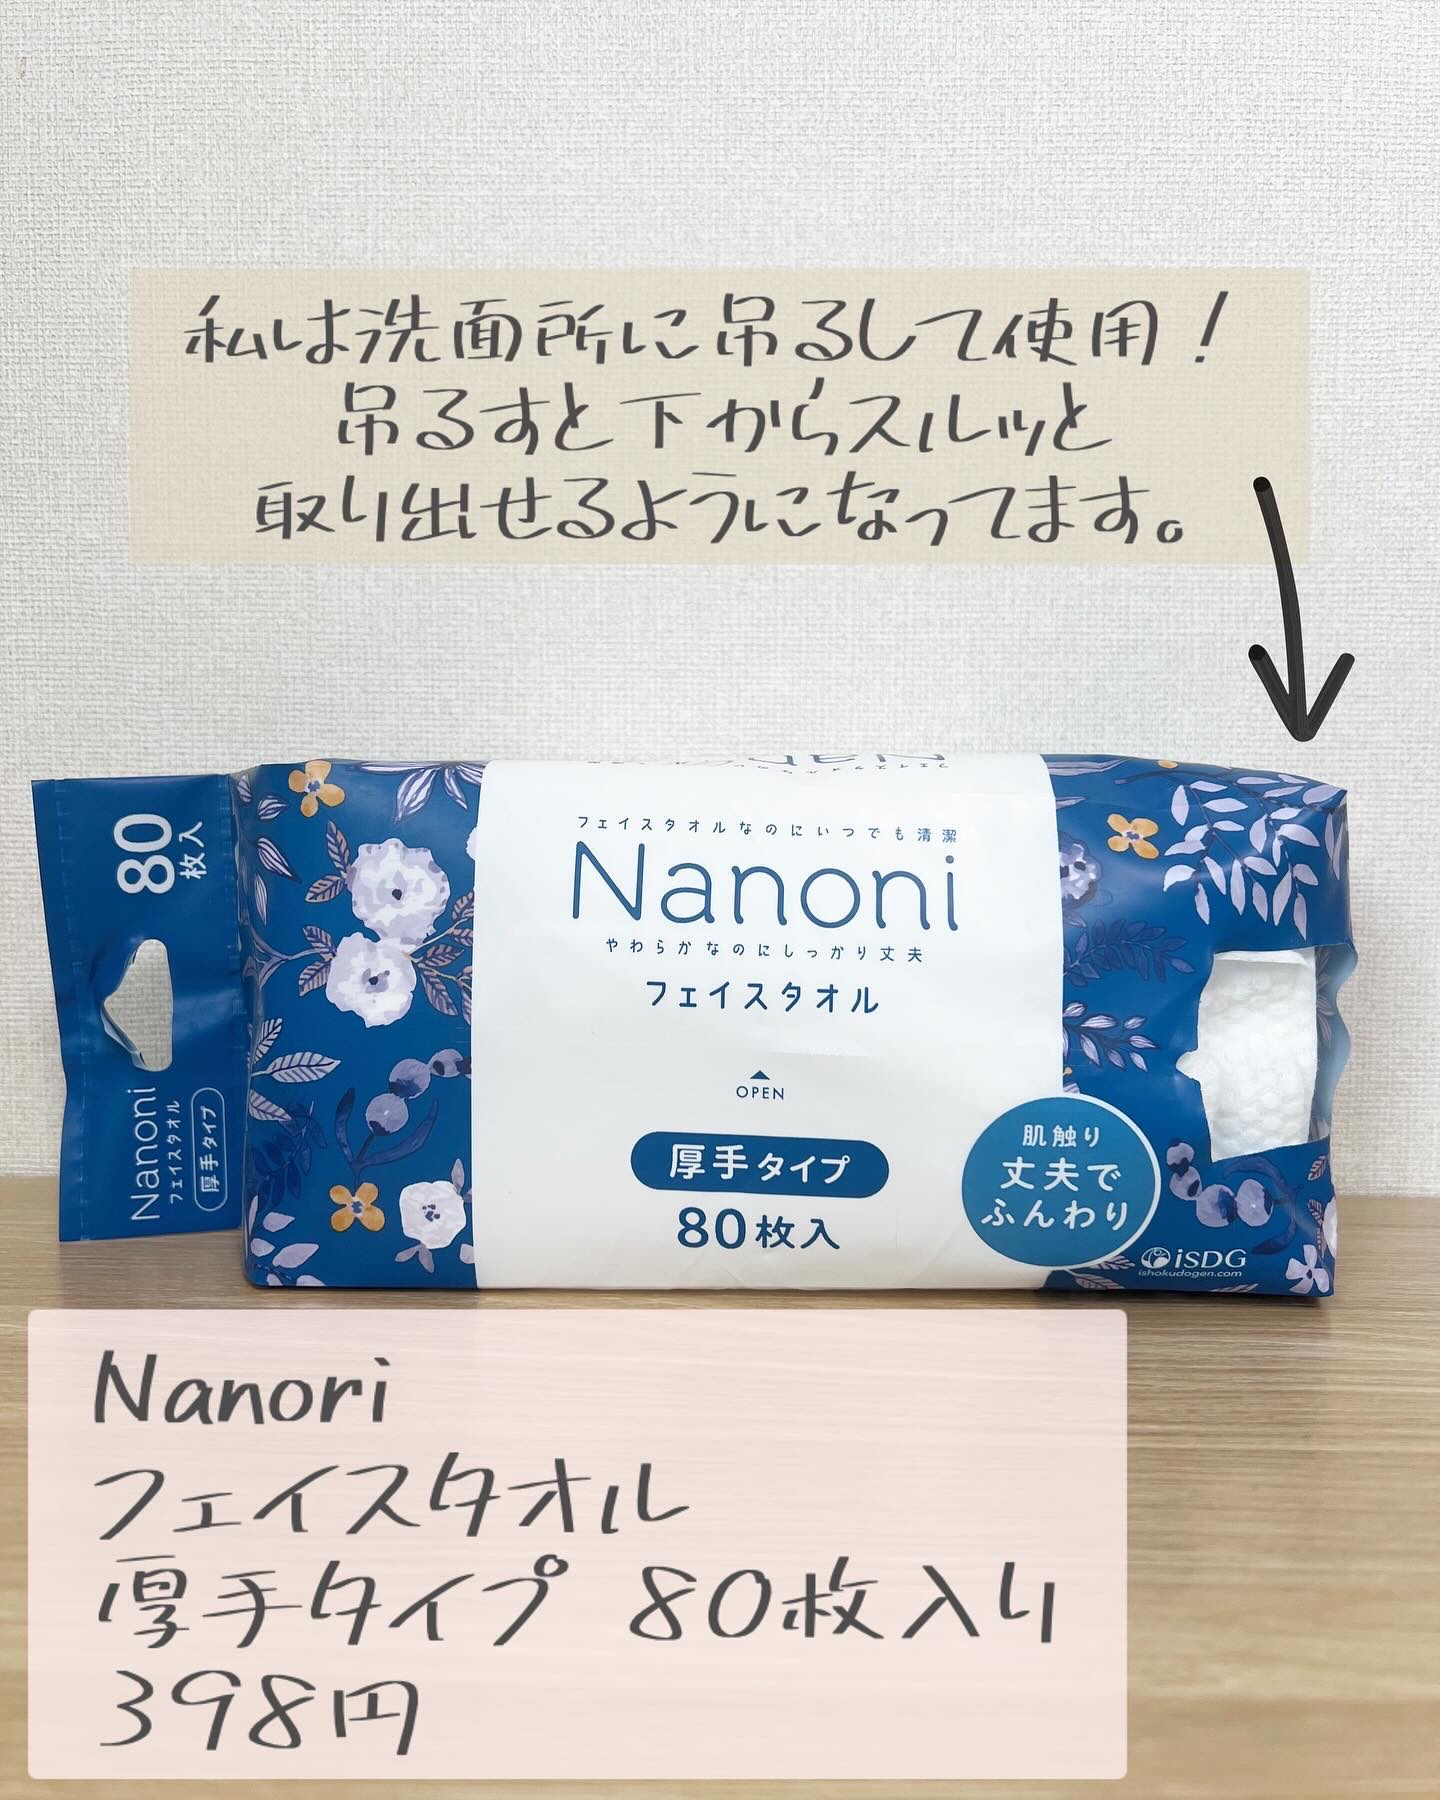 私は洗面所に吊るして使用！
吊るすと下からスルッと
取り出せるようになってます。
80枚入
Nanoni
フェイスタオル
厚手タイプ
フェイスタオルなのにいつでも清潔
Nanoni
やわらかなのにしっかり丈夫
フェイスタオル
OPEN
厚手タイプ
80枚入
肌触り
丈夫で
ふんわり
iSDG
ishokudogen.com
Nanori
フェイスタオル
厚手タイプ 80枚入り
398円